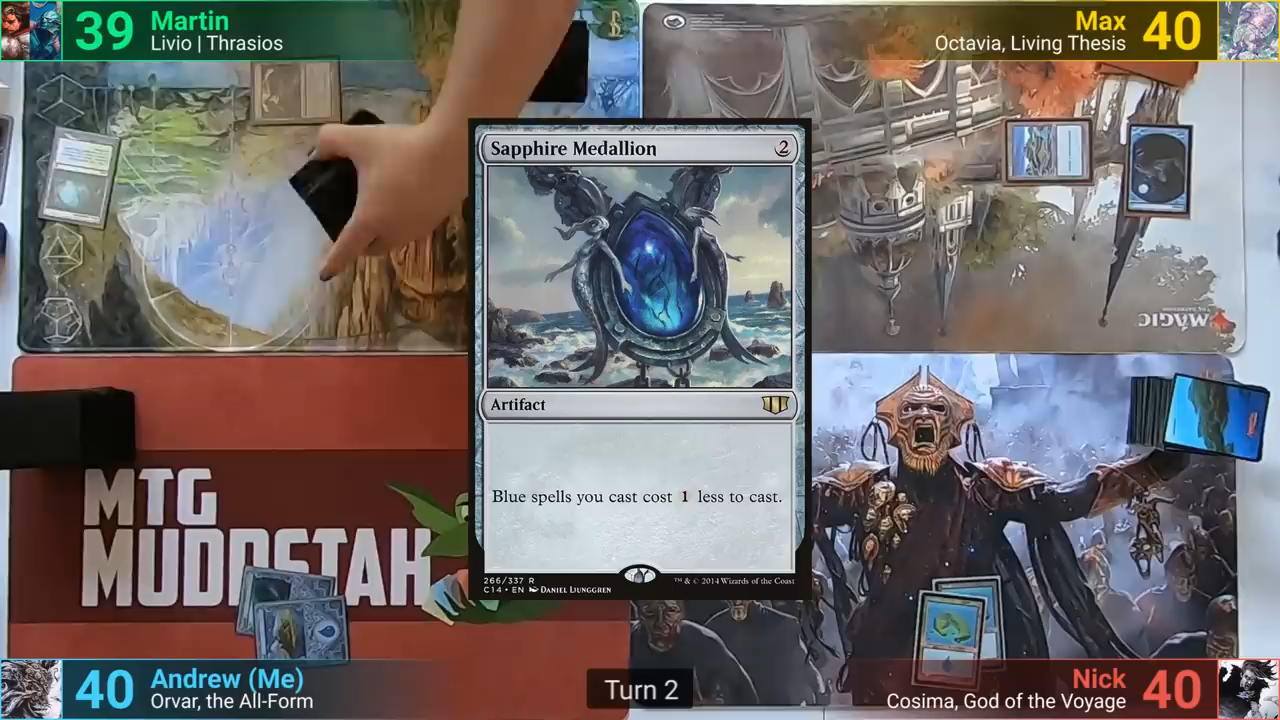 39
Martin
Livio | Thrasios
Max
Octavia, Living Thesis
40
Sapphire Medallion
2
MAGIC
Artifact
Blue spells you cast cost 1 less to cast.
266/337 R
C14 • EN DANIEL LJUNGGREN
™ & © 2014 Wizards of the Coast
MTG
MUDDSTAH
40
Andrew (Me)
Orvar, the All-Form
Turn 2
Nick
Cosima, God of the Voyage
40